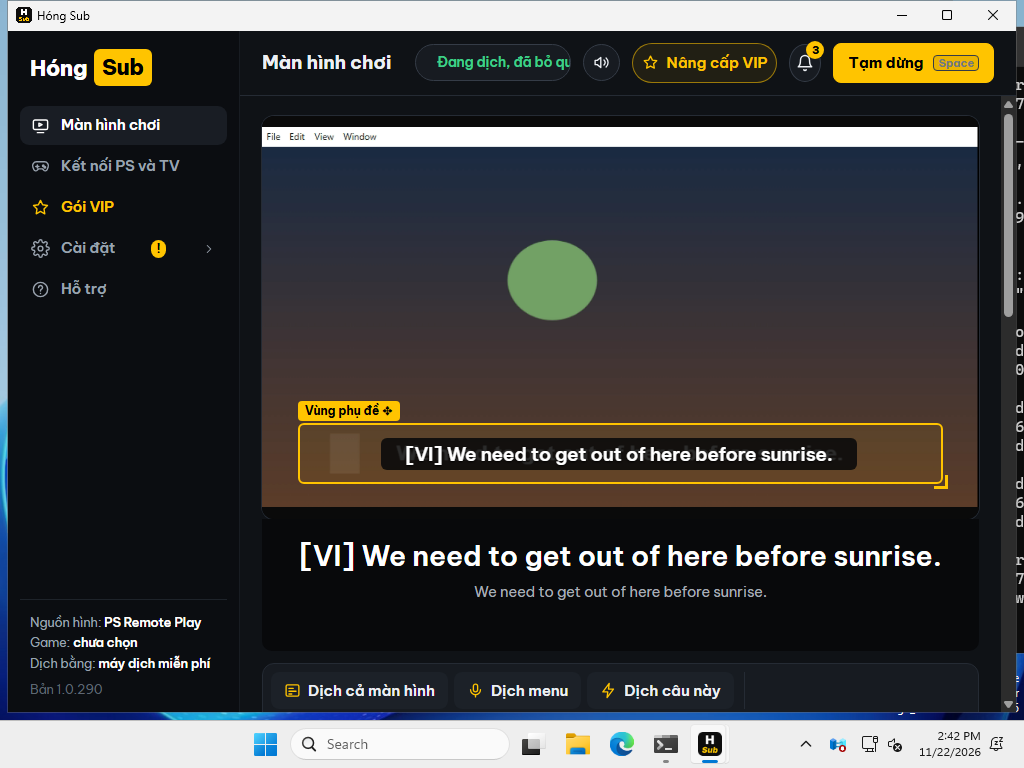 Hóng Sub
Hóng Sub
Màn hình chơi
Kết nối PS và TV
Gói VIP
Cài đặt !
Hỗ trợ
Nguồn hình: PS Remote Play
Game: chưa chọn
Dịch bằng: máy dịch miễn phí
Bản 1.0.290
Màn hình chơi
Đang dịch, đã bỏ qu
Nâng cấp VIP
3
Tạm dừng Space
File Edit View Window
Vùng phụ đề
[VI] We need to get out of here before sunrise.
[VI] We need to get out of here before sunrise.
We need to get out of here before sunrise.
Dịch cả màn hình
Dịch menu
Dịch câu này
Search
H Sub
2:42 PM
11/22/2026